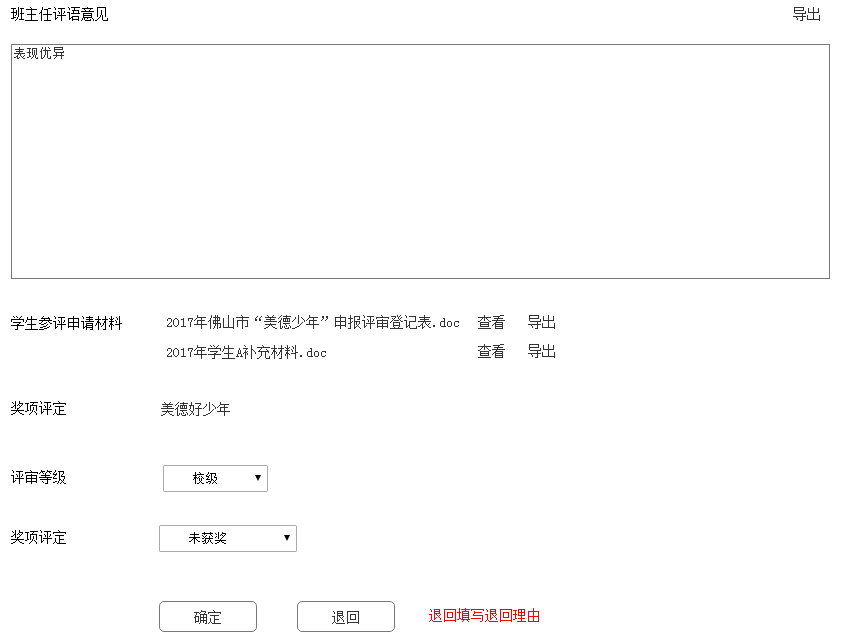 班主任评语意见 导出
表现优异
学生参评申请材料 2017年佛山市“美德少年”申报评审登记表.doc 查看 导出
2017年学生A补充材料.doc 查看 导出
奖项评定 美德好少年
评审等级 校级
奖项评定 未获奖
确定 退回 退回填写退回理由